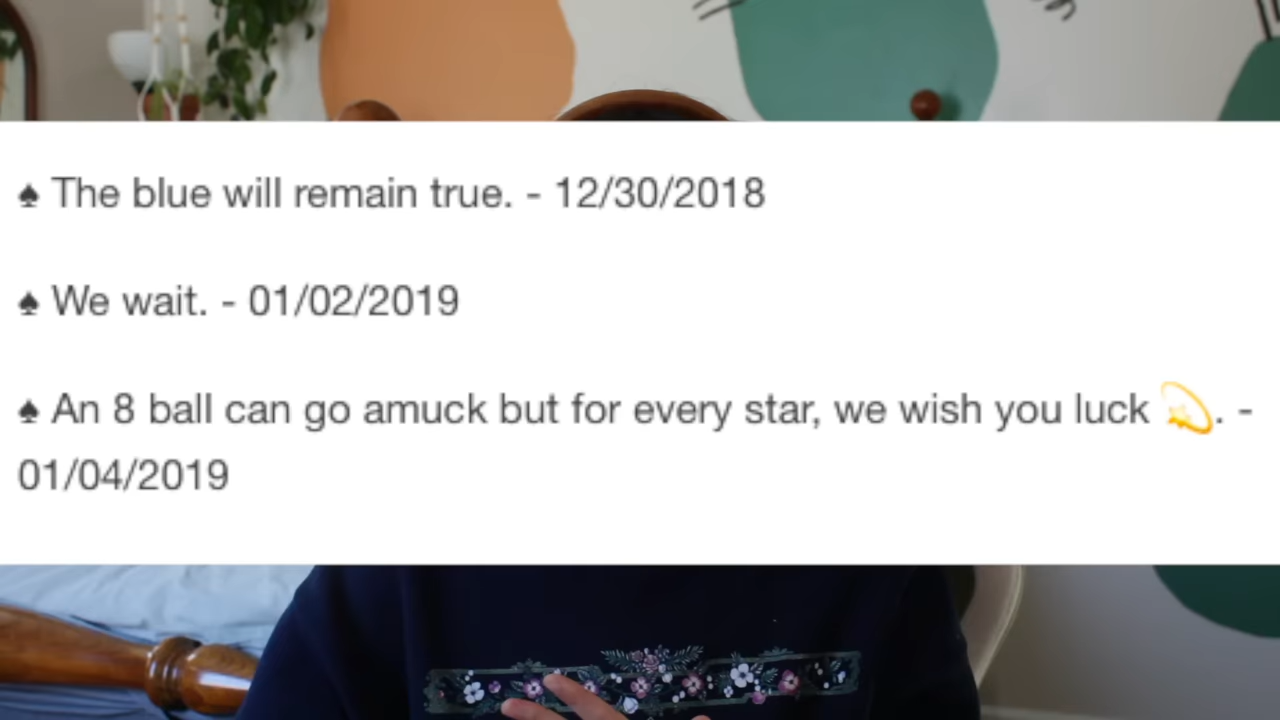 ♠ The blue will remain true. - 12/30/2018
♠ We wait. - 01/02/2019
♠ An 8 ball can go amuck but for every star, we wish you luck 💫. -
01/04/2019